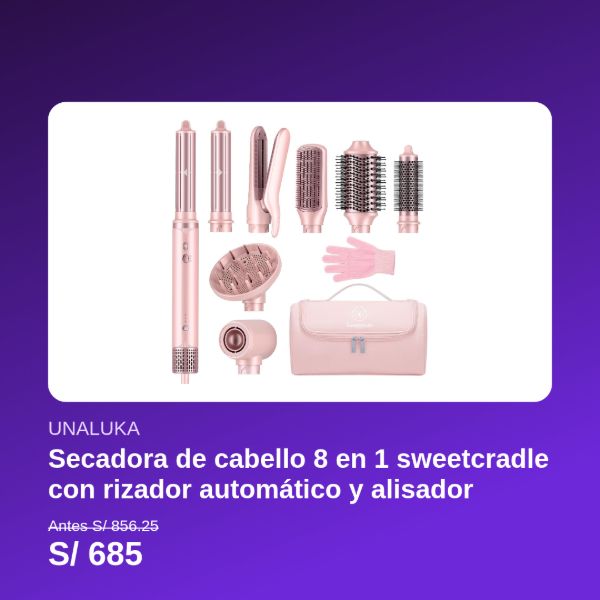 UNALUKA
Secadora de cabello 8 en 1 sweetcradle
con rizador automático y alisador
Antes S/ 856.25
S/ 685